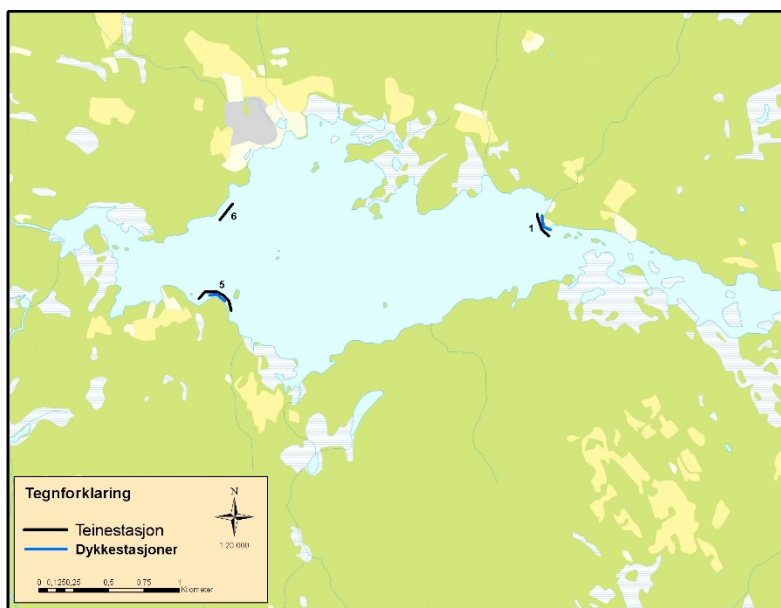 6
1
5
Tegnforklaring
N
Teinestasjon
Dykkestasjoner
1:20 000
0 0,1250,25 0,5 0,75 1
Kilometer